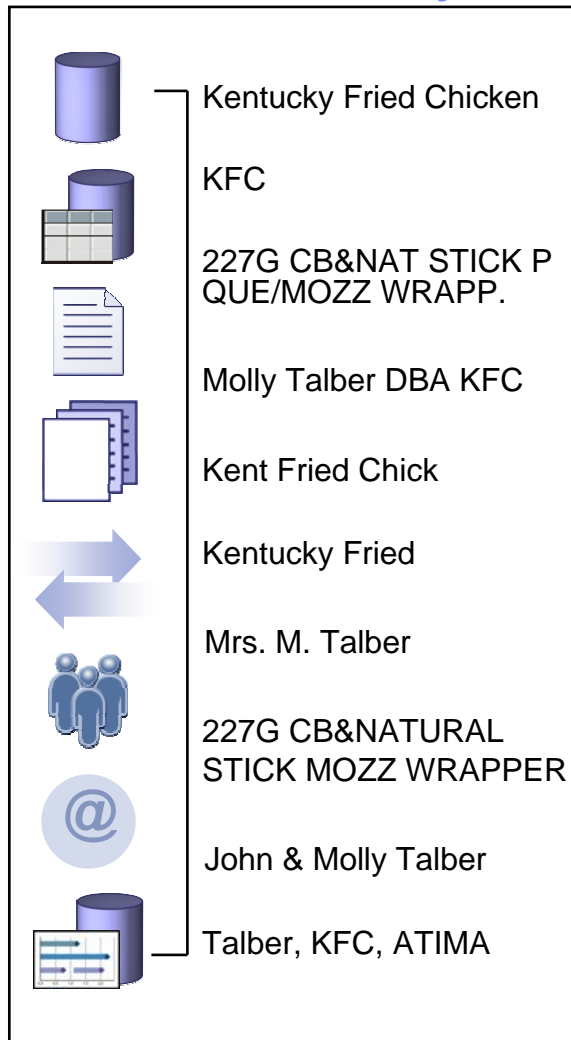 Kentucky Fried Chicken
KFC
227G CB&NAT STICK P
QUE/MOZZ WRAPP.
Molly Talber DBA KFC
Kent Fried Chick
Kentucky Fried
Mrs. M. Talber
227G CB&NATURAL
STICK MOZZ WRAPPER
@
John & Molly Talber
Talber, KFC, ATIMA